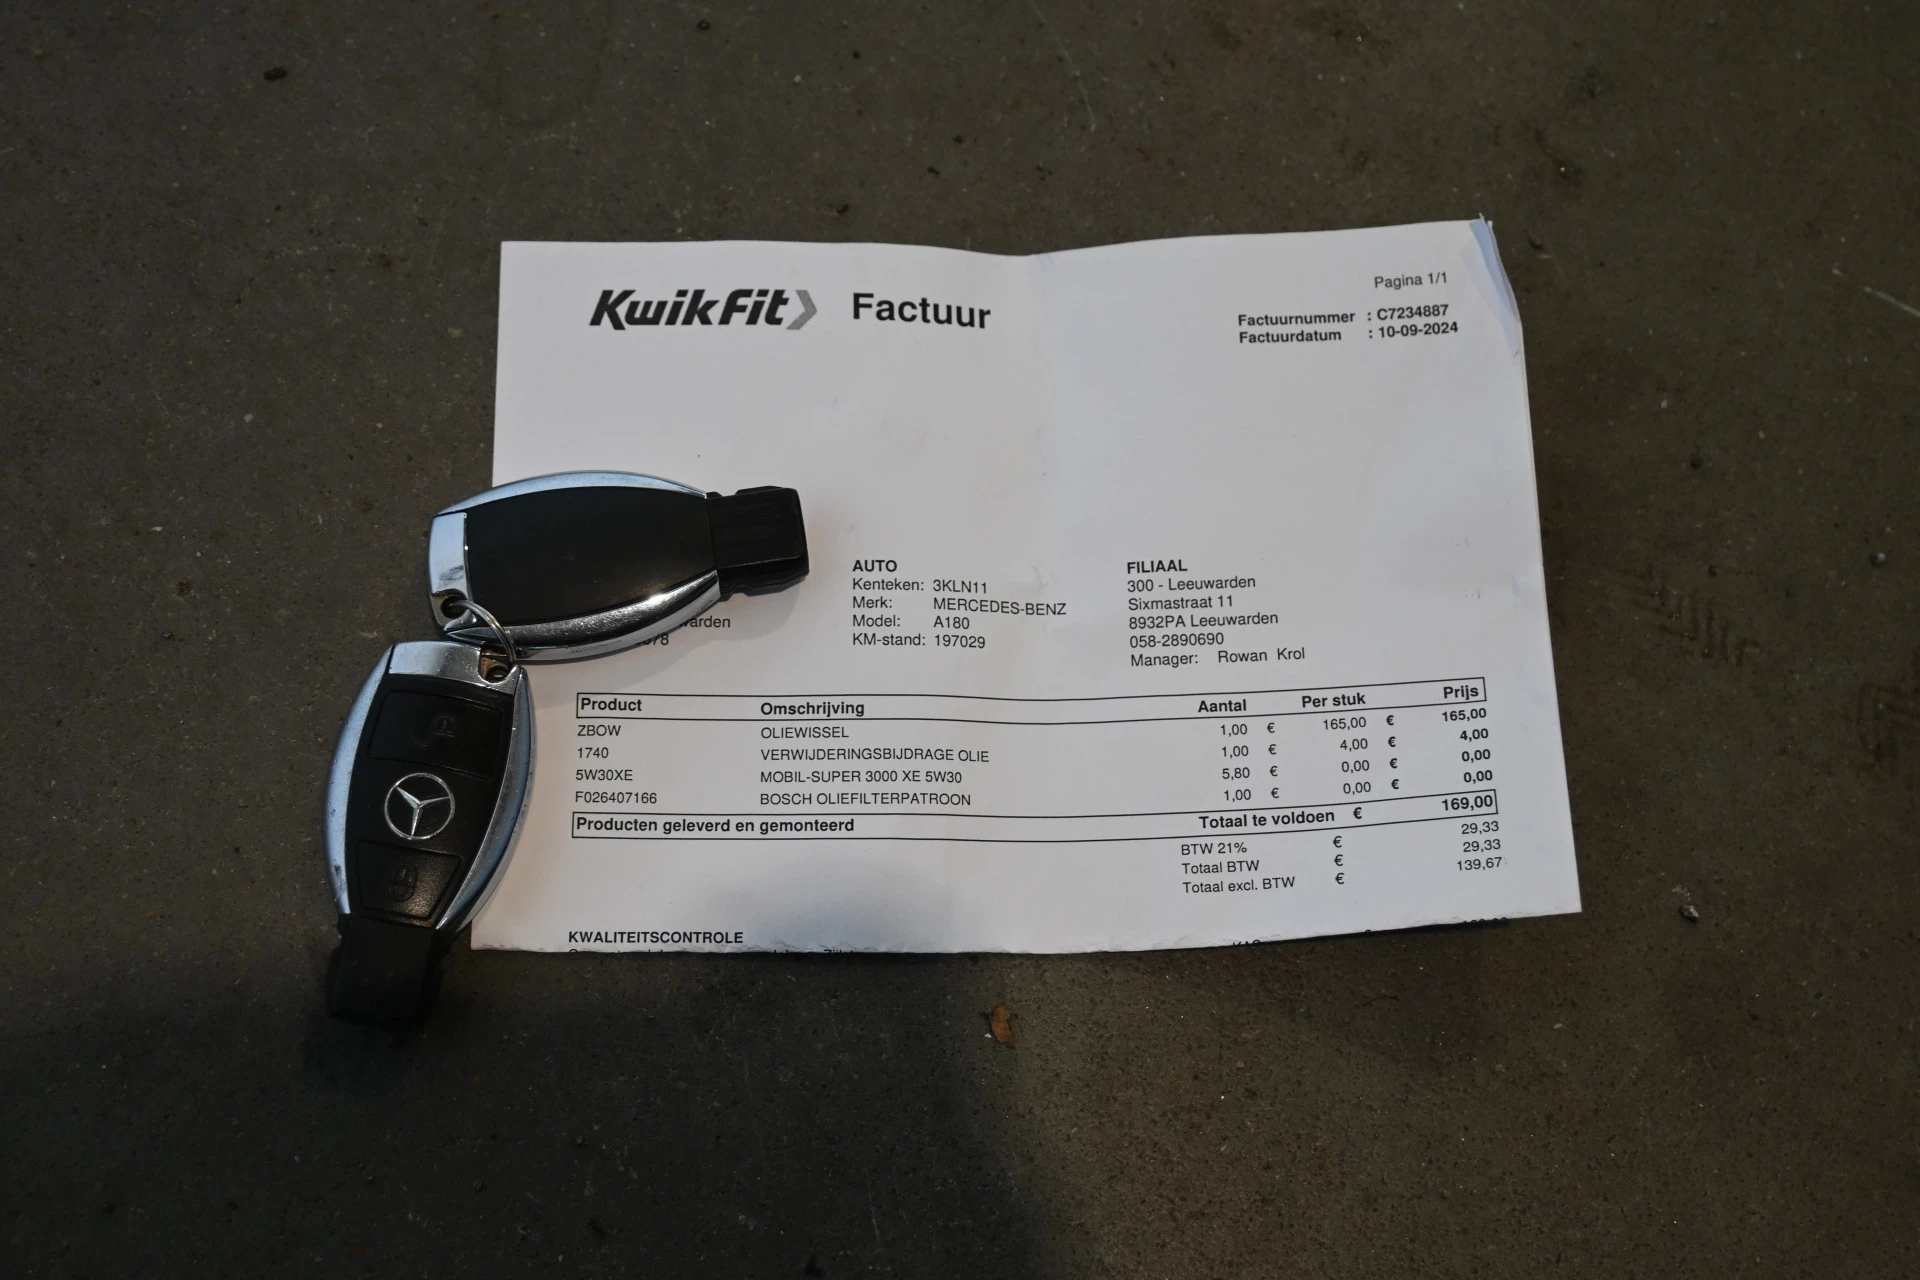 KwikFit Factuur
Pagina 1/1
Factuurnummer : C7234887
Factuurdatum : 10-09-2024
AUTO
Kenteken: 3KLN11
Merk: MERCEDES-BENZ
Model: A180
KM-stand: 197029
FILIAAL
300 - Leeuwarden
Sixmastraat 11
8932PA Leeuwarden
058-2890690
Manager: Rowan Krol
Product Omschrijving Aantal Per stuk Prijs
ZBOW OLIEWISSEL 1,00 € 165,00 € 165,00
1740 VERWIJDERINGSBIJDRAGE OLIE 1,00 € 4,00 € 4,00
5W30XE MOBIL-SUPER 3000 XE 5W30 5,80 € 0,00 € 0,00
F026407166 BOSCH OLIEFILTERPATROON 1,00 € 0,00 € 0,00
Producten geleverd en gemonteerd Totaal te voldoen € 169,00
BTW 21% € 29,33
Totaal BTW € 29,33
Totaal excl. BTW € 139,67
KWALITEITSCONTROLE